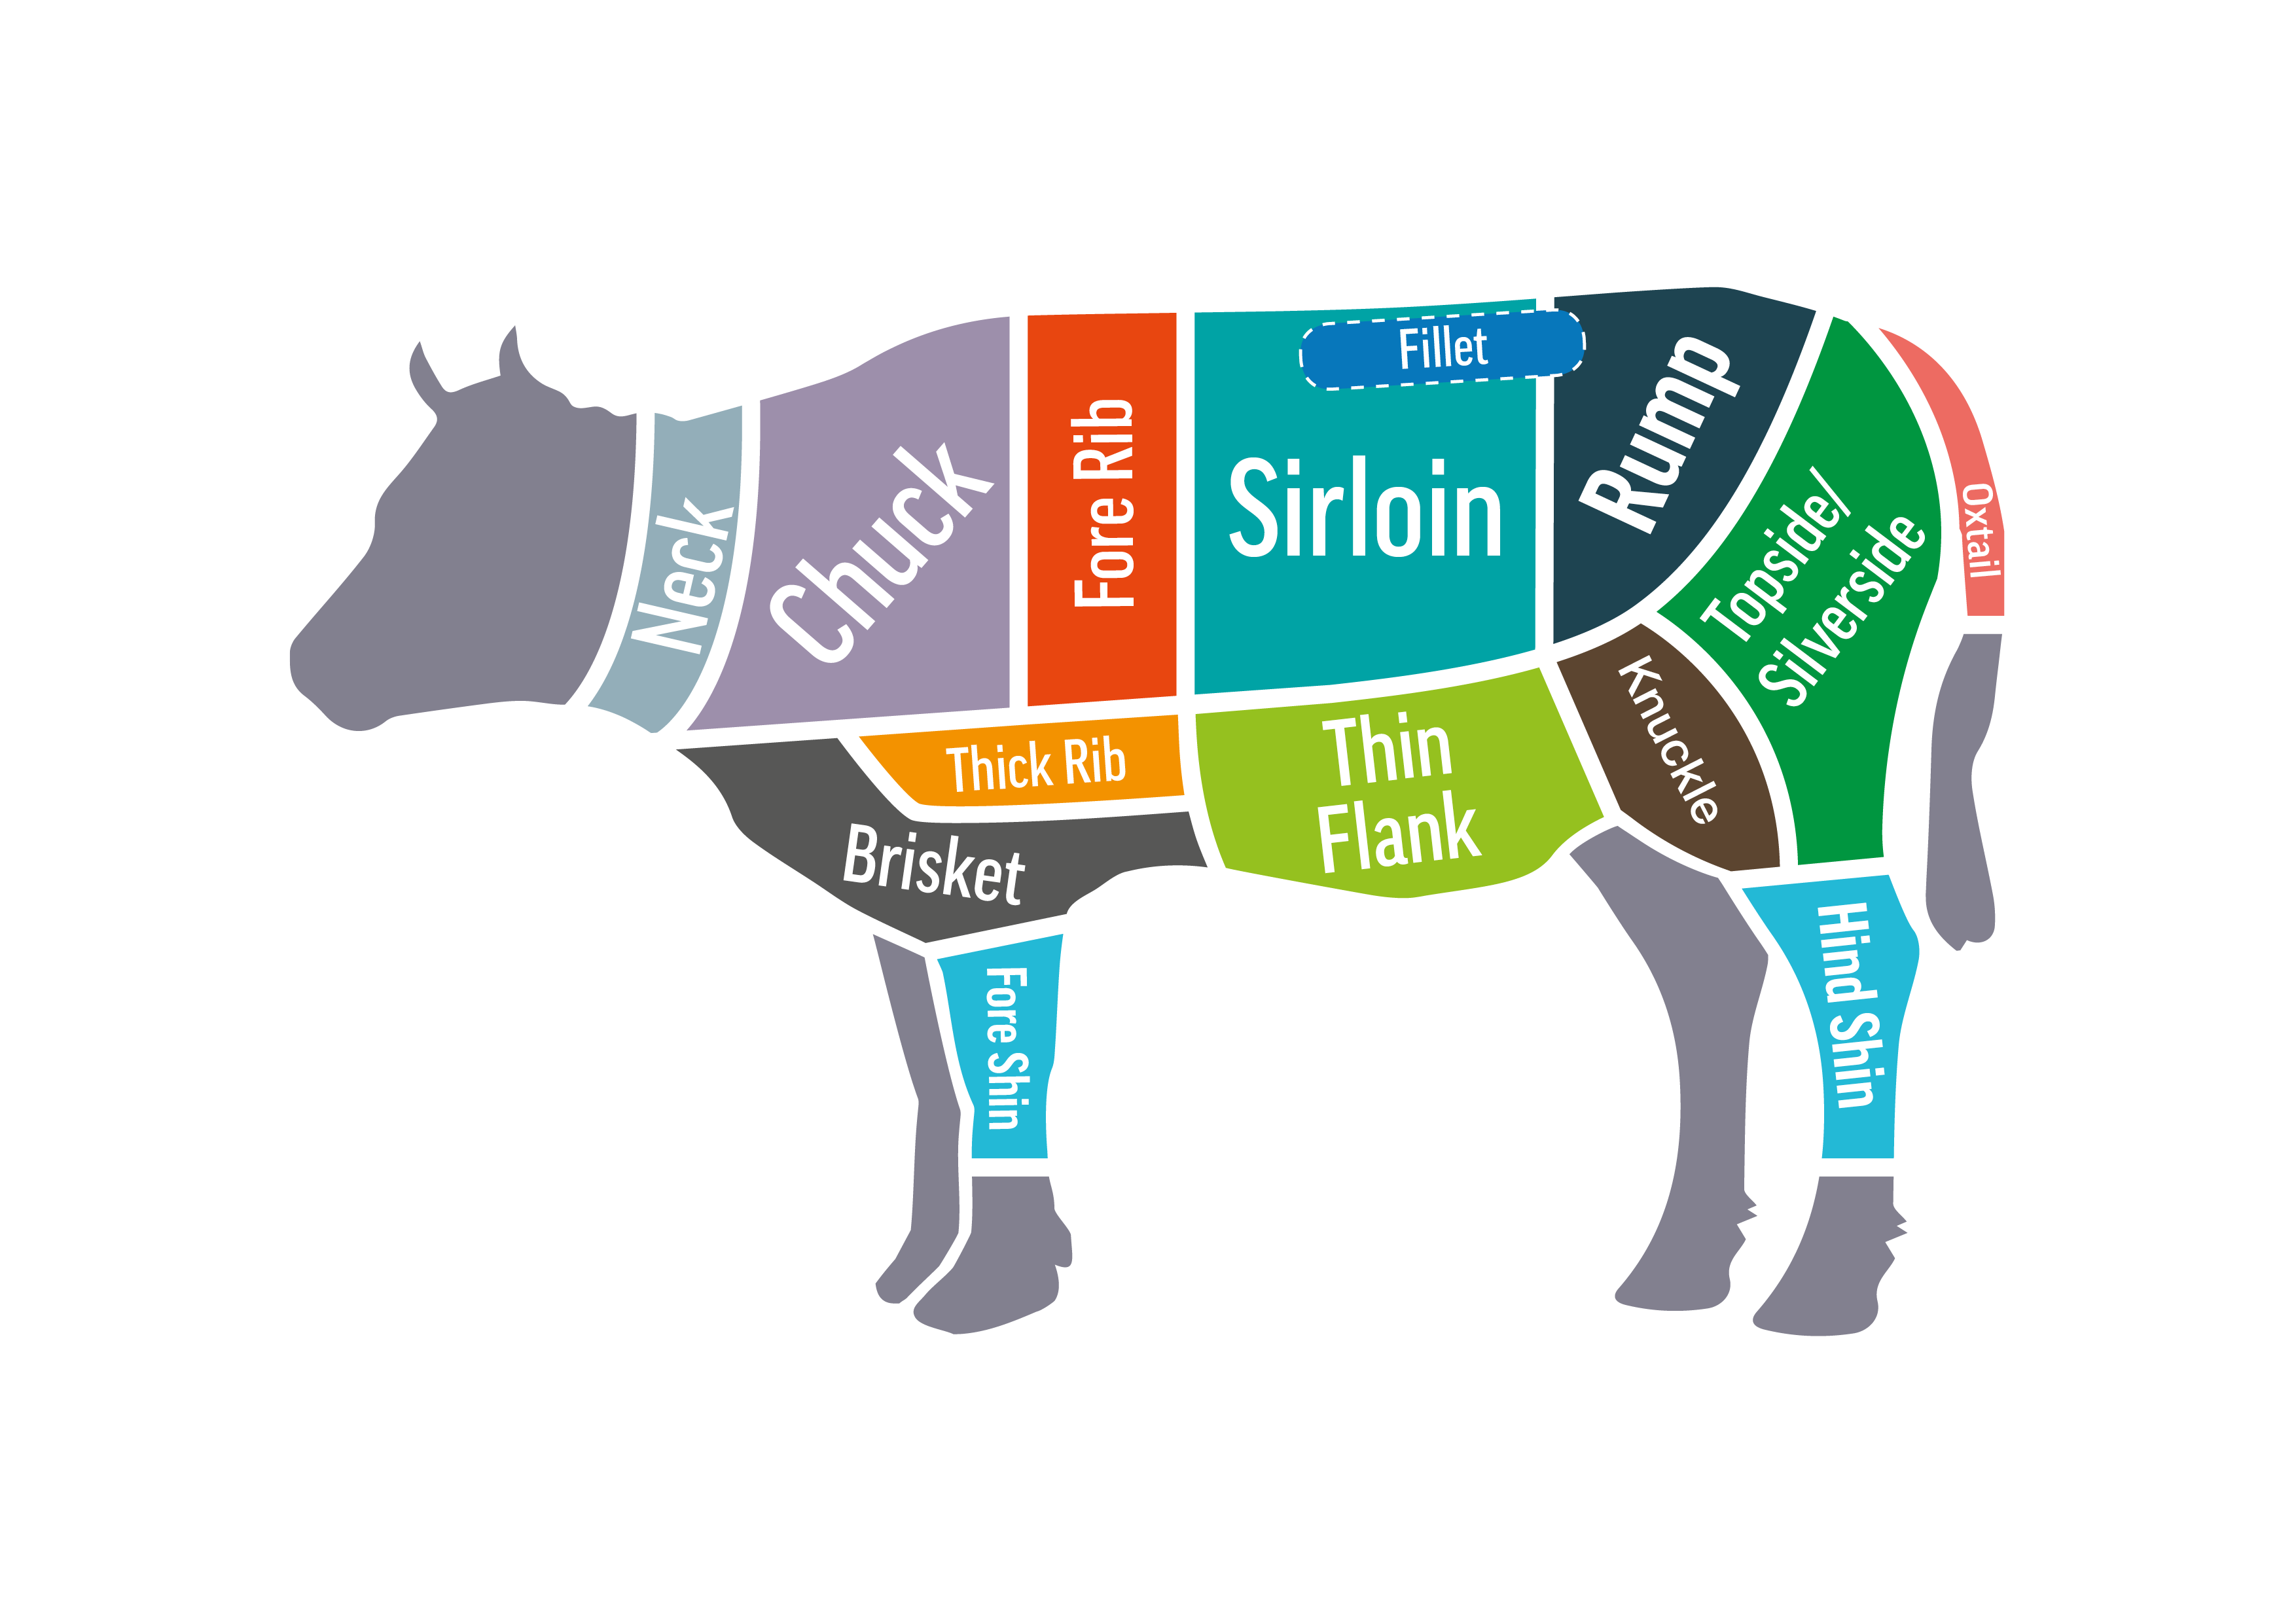 Neck
Chuck
Fore Rib
Sirloin
Fillet
Rump
Topside/
Silverside
Oxtail
Thick Rib
Thin
Flank
Knuckle
Brisket
Fore Shin
Hind Shin